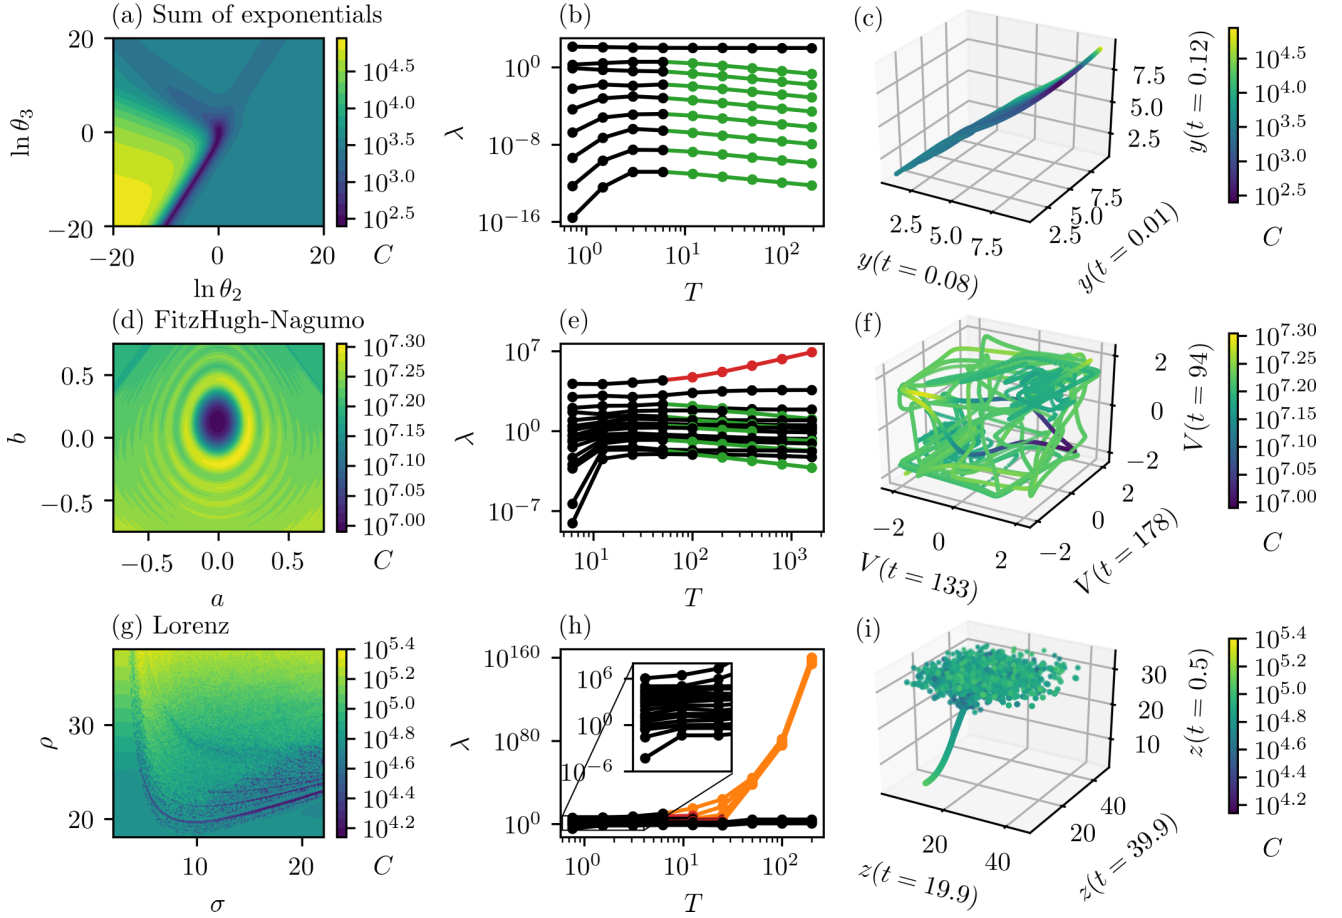 (a) Sum of exponentials
20
0
−20
ln θ3
−20
0
20
ln θ2
10^4.5
10^4.0
10^3.5
10^3.0
10^2.5
C
(b)
10^0
10^−8
10^−16
λ
10^0
10^1
10^2
T
(c)
7.5
5.0
2.5
y(t = 0.12)
2.5
5.0
7.5
y(t = 0.08)
2.5
5.0
7.5
y(t = 0.01)
10^4.5
10^4.0
10^3.5
10^3.0
10^2.5
C
(d) FitzHugh-Nagumo
0.5
0.0
−0.5
b
−0.5
0.0
0.5
a
10^7.30
10^7.25
10^7.20
10^7.15
10^7.10
10^7.05
10^7.00
C
(e)
10^7
10^0
10^−7
λ
10^1
10^2
10^3
T
(f)
2
0
−2
V(t = 94)
−2
0
2
V(t = 133)
−2
0
2
V(t = 178)
10^7.30
10^7.25
10^7.20
10^7.15
10^7.10
10^7.05
10^7.00
C
(g) Lorenz
30
20
ρ
10
20
σ
10^5.4
10^5.2
10^5.0
10^4.8
10^4.6
10^4.4
10^4.2
C
(h)
10^160
10^80
10^0
λ
10^6
10^0
10^−6
10^0
10^1
10^2
T
(i)
30
20
10
z(t = 0.5)
20
40
z(t = 19.9)
20
40
z(t = 39.9)
10^5.4
10^5.2
10^5.0
10^4.8
10^4.6
10^4.4
10^4.2
C